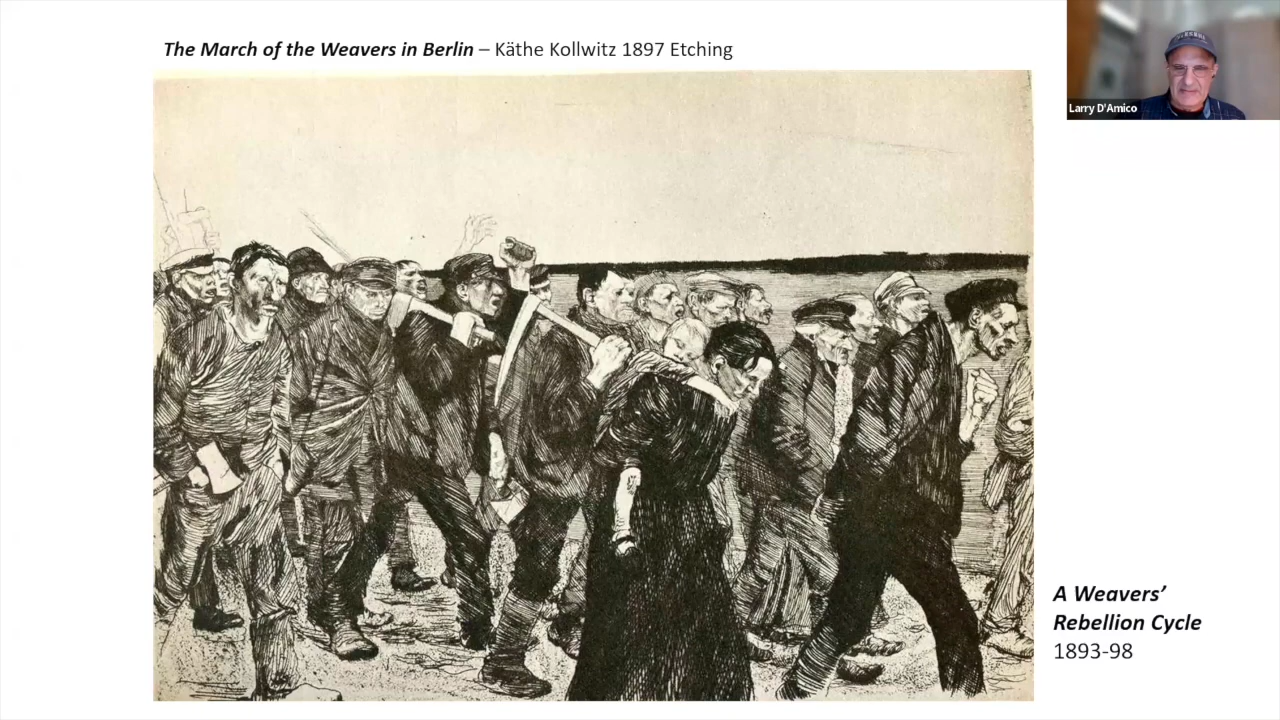 The March of the Weavers in Berlin – Käthe Kollwitz 1897 Etching
Larry D'Amico
A Weavers’
Rebellion Cycle
1893-98